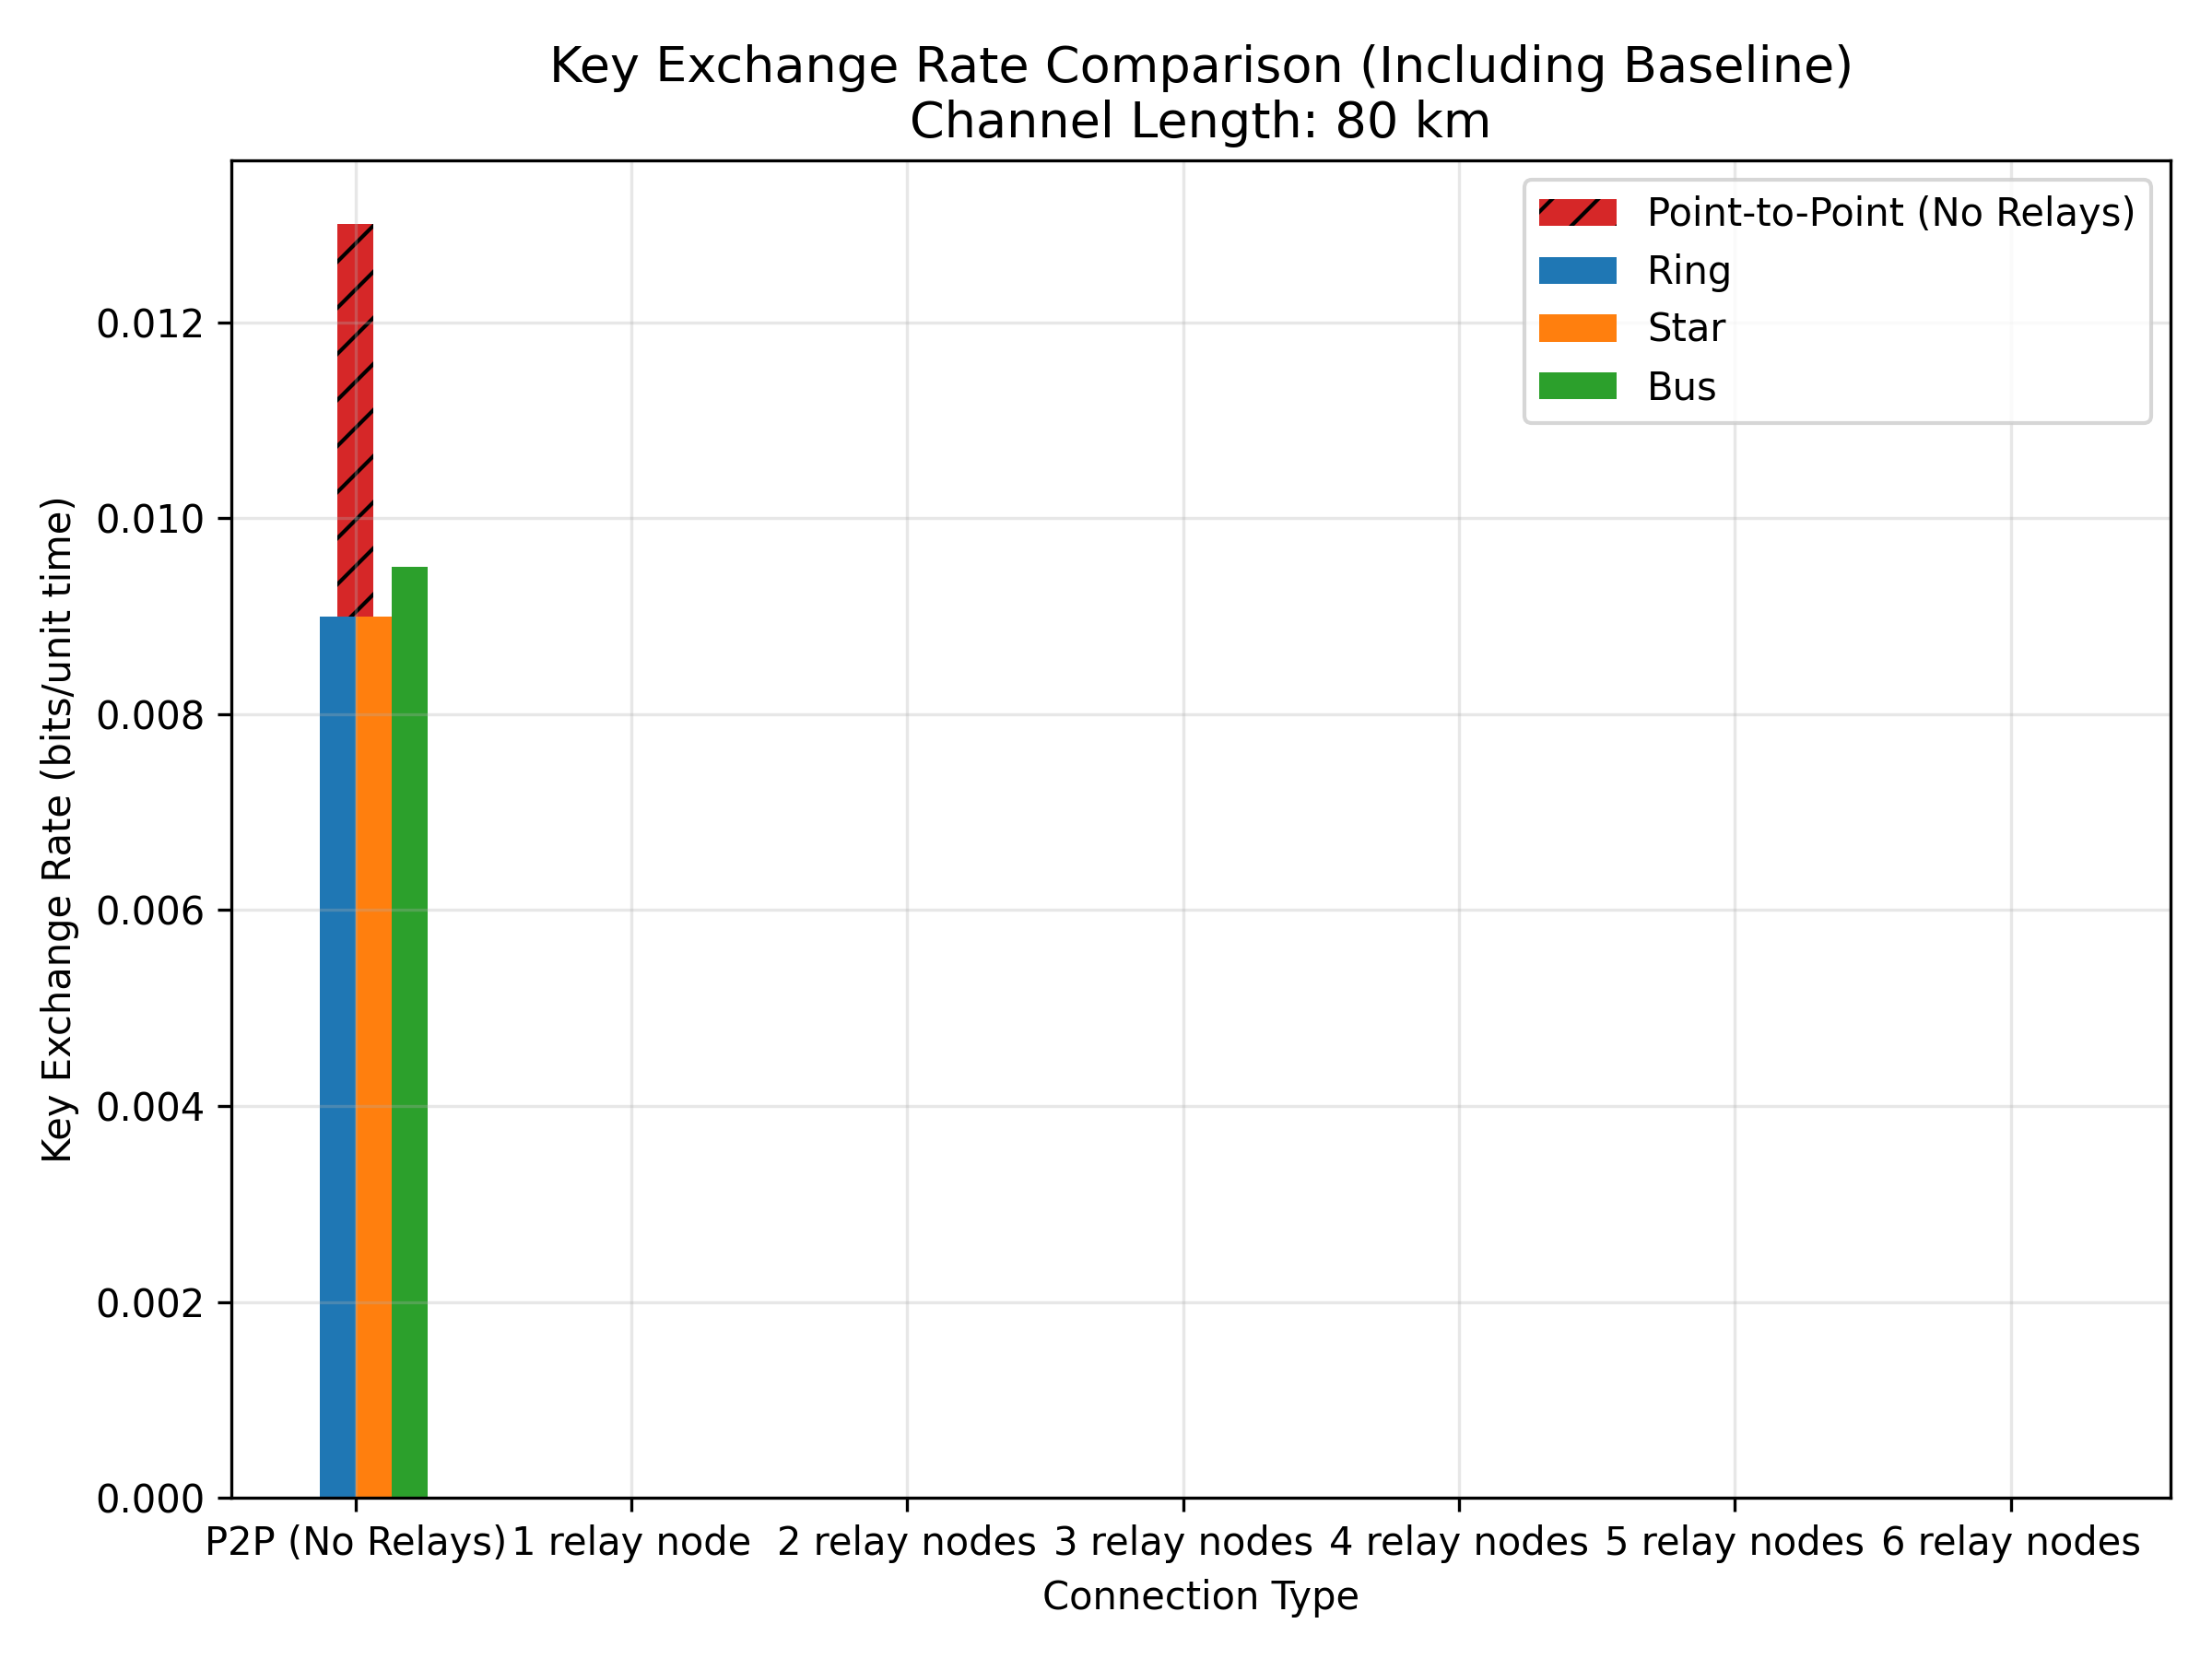 Key Exchange Rate Comparison (Including Baseline)
Channel Length: 80 km
Point-to-Point (No Relays)
Ring
Star
Bus
Key Exchange Rate (bits/unit time)
0.012
0.010
0.008
0.006
0.004
0.002
0.000
P2P (No Relays) 1 relay node 2 relay nodes 3 relay nodes 4 relay nodes 5 relay nodes 6 relay nodes
Connection Type